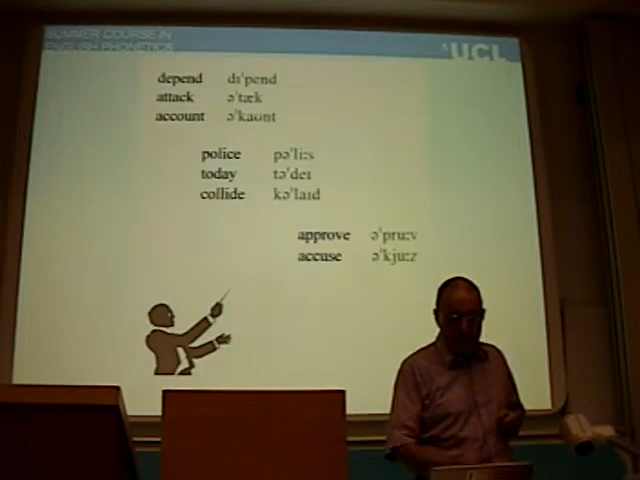 SUMMER COURSE IN
ENGLISH PHONETICS
UCL
depend dɪˈpend
attack əˈtæk
account əˈkaʊnt
police pəˈliːs
today təˈdeɪ
collide kəˈlaɪd
approve əˈpruːv
accuse əˈkjuːz